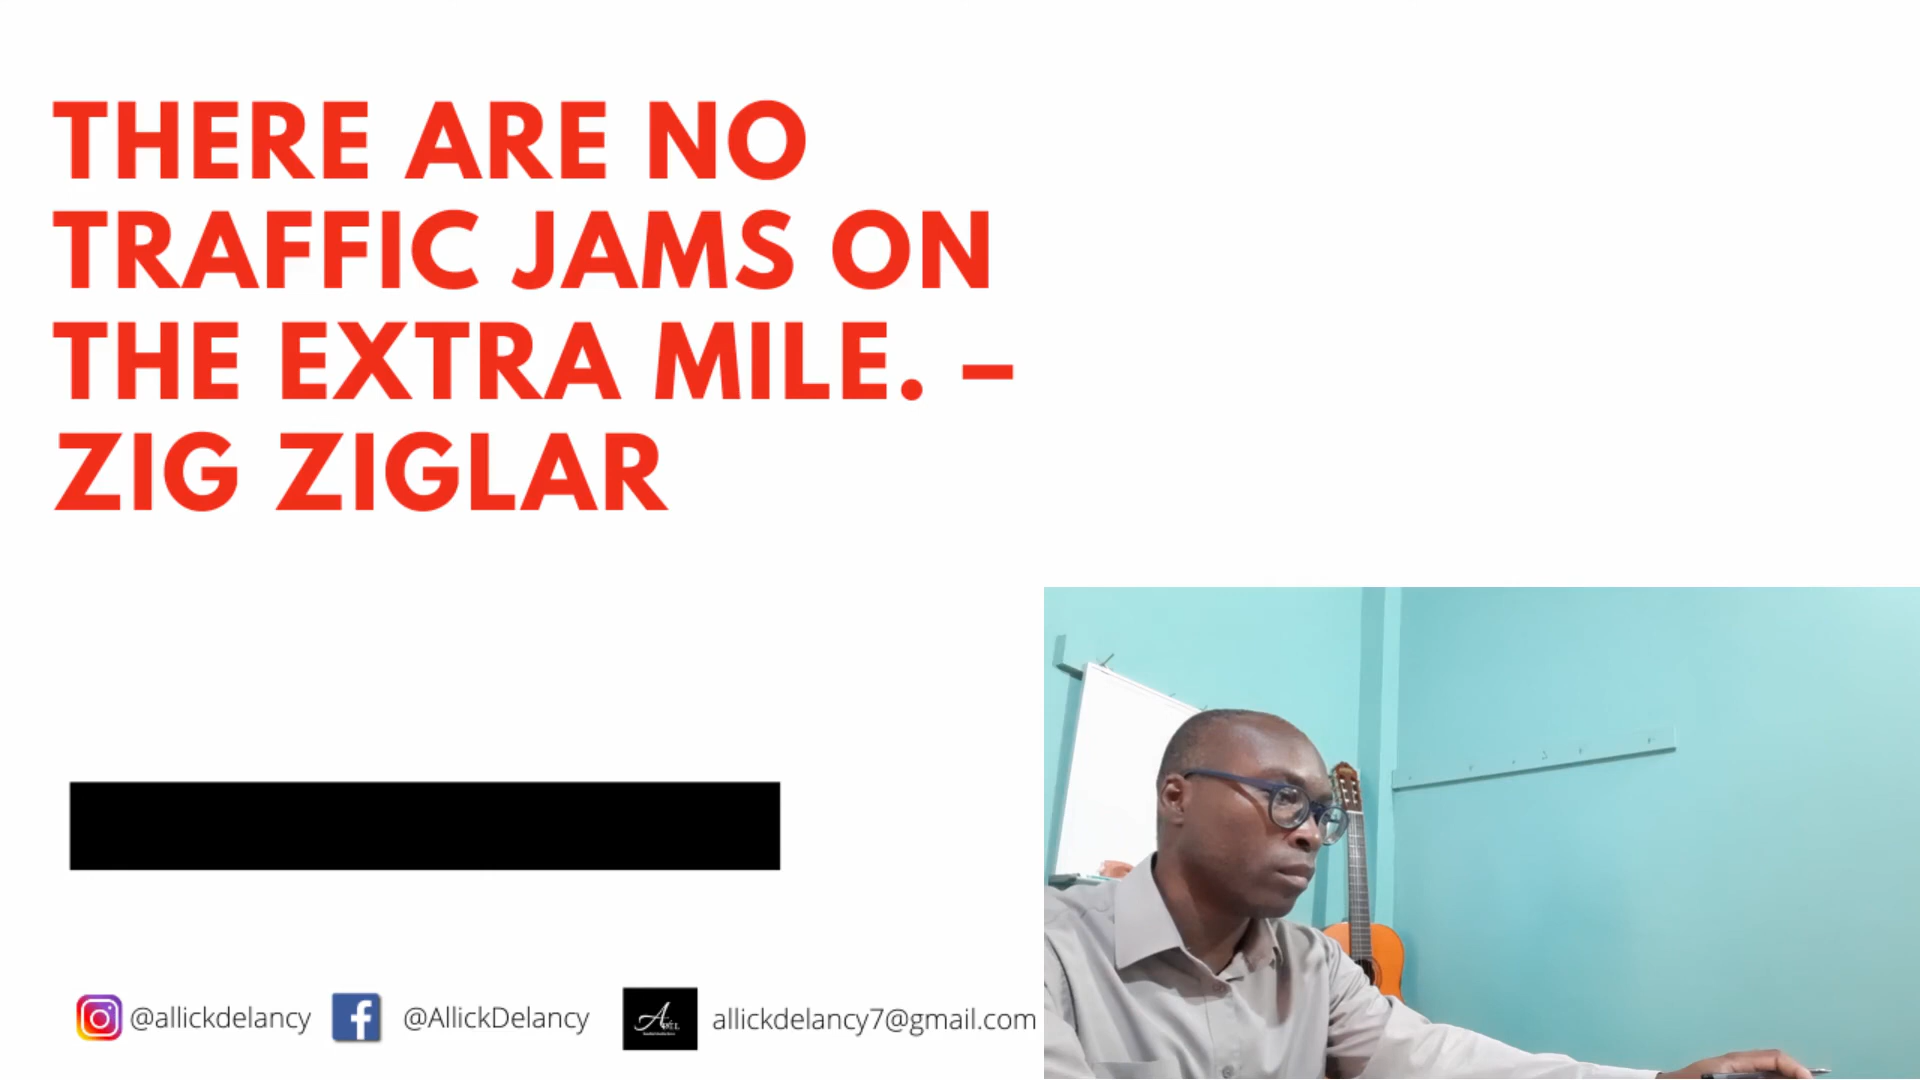 THERE ARE NO
TRAFFIC JAMS ON
THE EXTRA MILE. –
ZIG ZIGLAR
@allickdelancy @AllickDelancy allickdelancy7@gmail.com